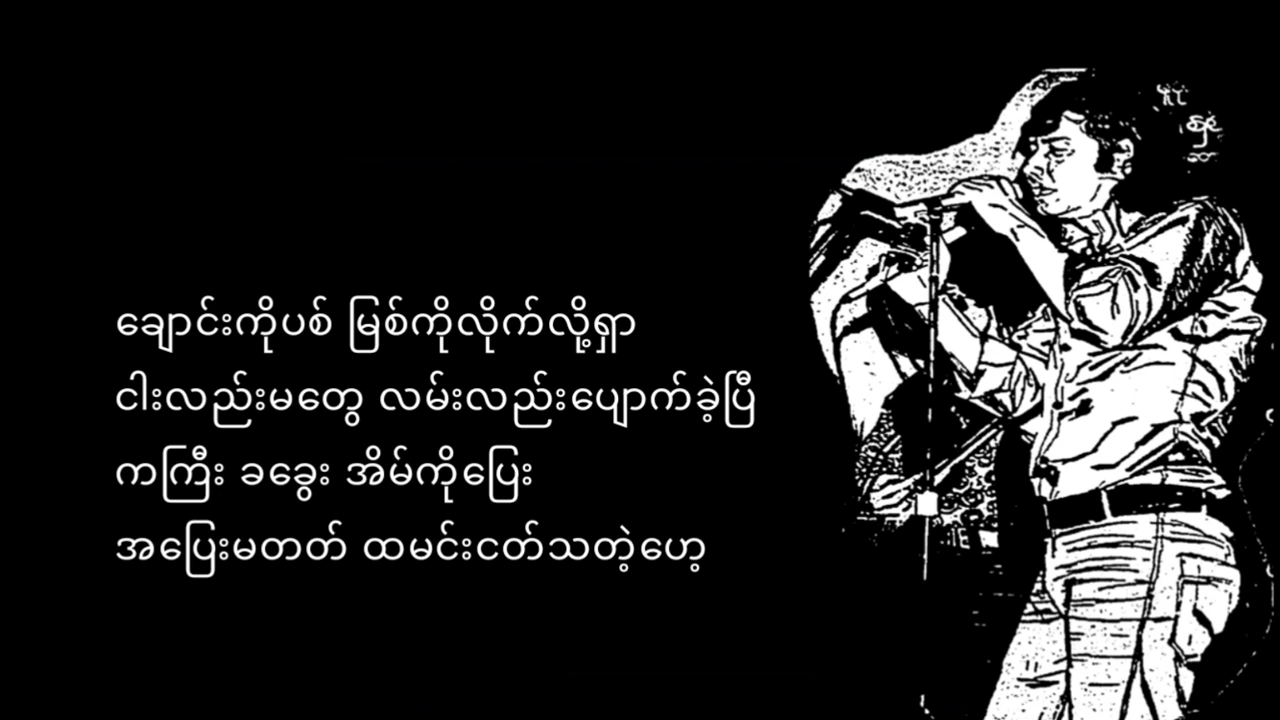 ချောင်းကိုပစ် မြစ်ကိုလိုက်လို့ရှာ
ငါးလည်းမတွေ လမ်းလည်းပျောက်ခဲ့ပြီ
ကကြီး ခခွေး အိမ်ကိုပြေး
အပြေးမတတ် ထမင်းငတ်သတဲ့ဟေ့